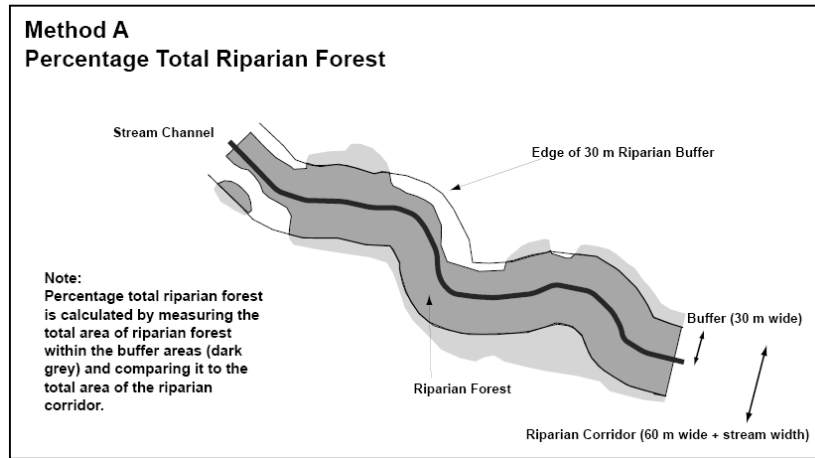 Method A
Percentage Total Riparian Forest
Stream Channel
Edge of 30 m Riparian Buffer
Note:
Percentage total riparian forest
is calculated by measuring the
total area of riparian forest
within the buffer areas (dark
grey) and comparing it to the
total area of the riparian
corridor.
Buffer (30 m wide)
Riparian Forest
Riparian Corridor (60 m wide + stream width)